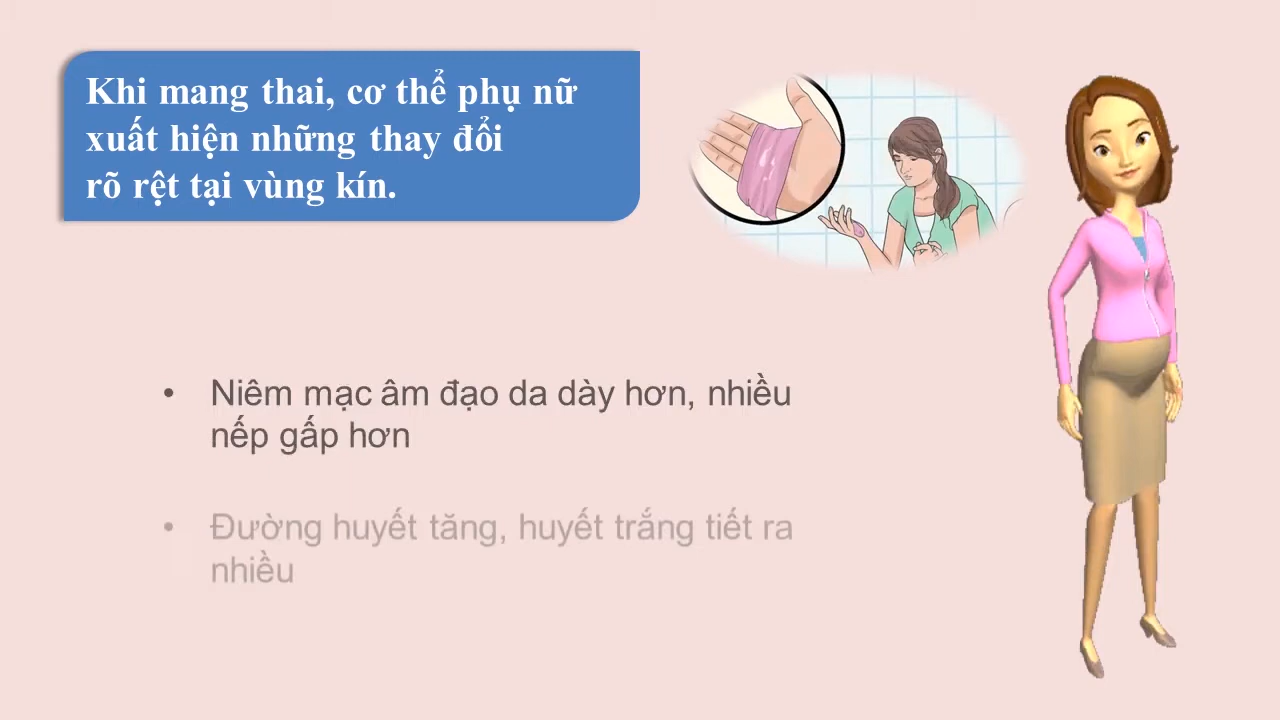 Khi mang thai, cơ thể phụ nữ
xuất hiện những thay đổi
rõ rệt tại vùng kín.
• Niêm mạc âm đạo da dày hơn, nhiều
nếp gấp hơn
• Đường huyết tăng, huyết trắng tiết ra
nhiều